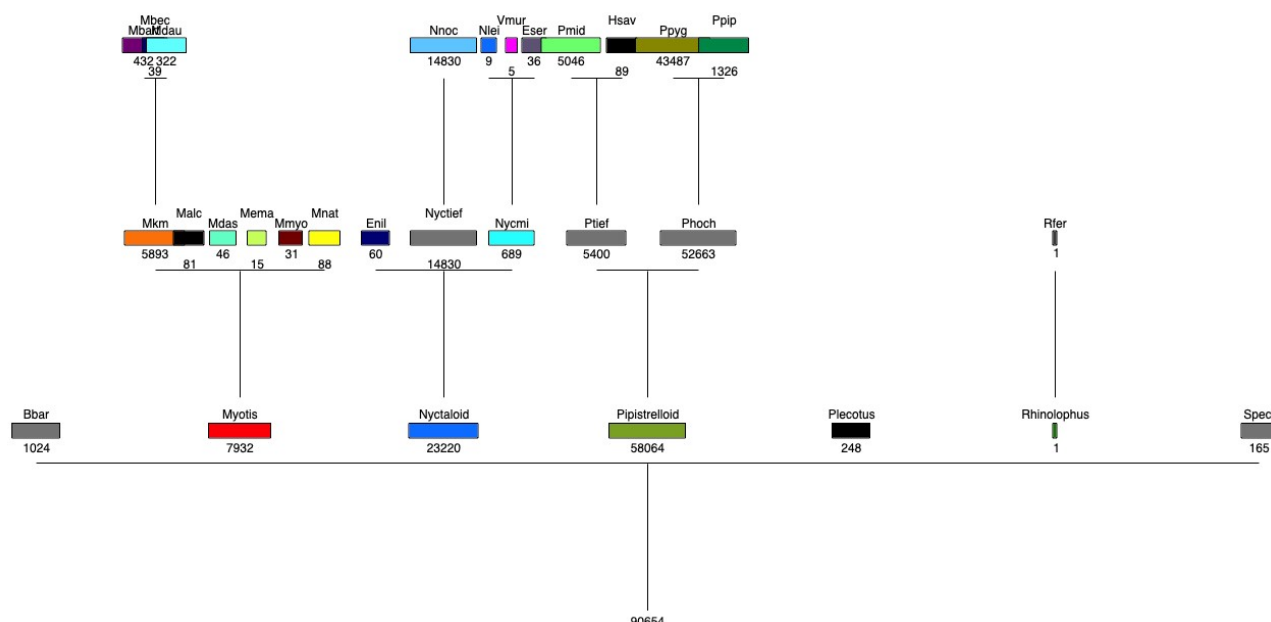 Mbec
Mbart Mdau
432 322
39
Nnoc
14830
Nlei
9
Vmur
5
Eser
36
Pmid
5046
Hsav
89
Ppyg
43487
Ppip
1326
Mkm
5893
Malc
81
Mdas
46
Mema
15
Mmyo
31
Mnat
88
Enil
60
Nyctief
14830
Nycmi
689
Ptief
5400
Phoch
52663
Rfer
1
Bbar
1024
Myotis
7932
Nyctaloid
23220
Pipistrelloid
58064
Plecotus
248
Rhinolophus
1
Spec
165
90654